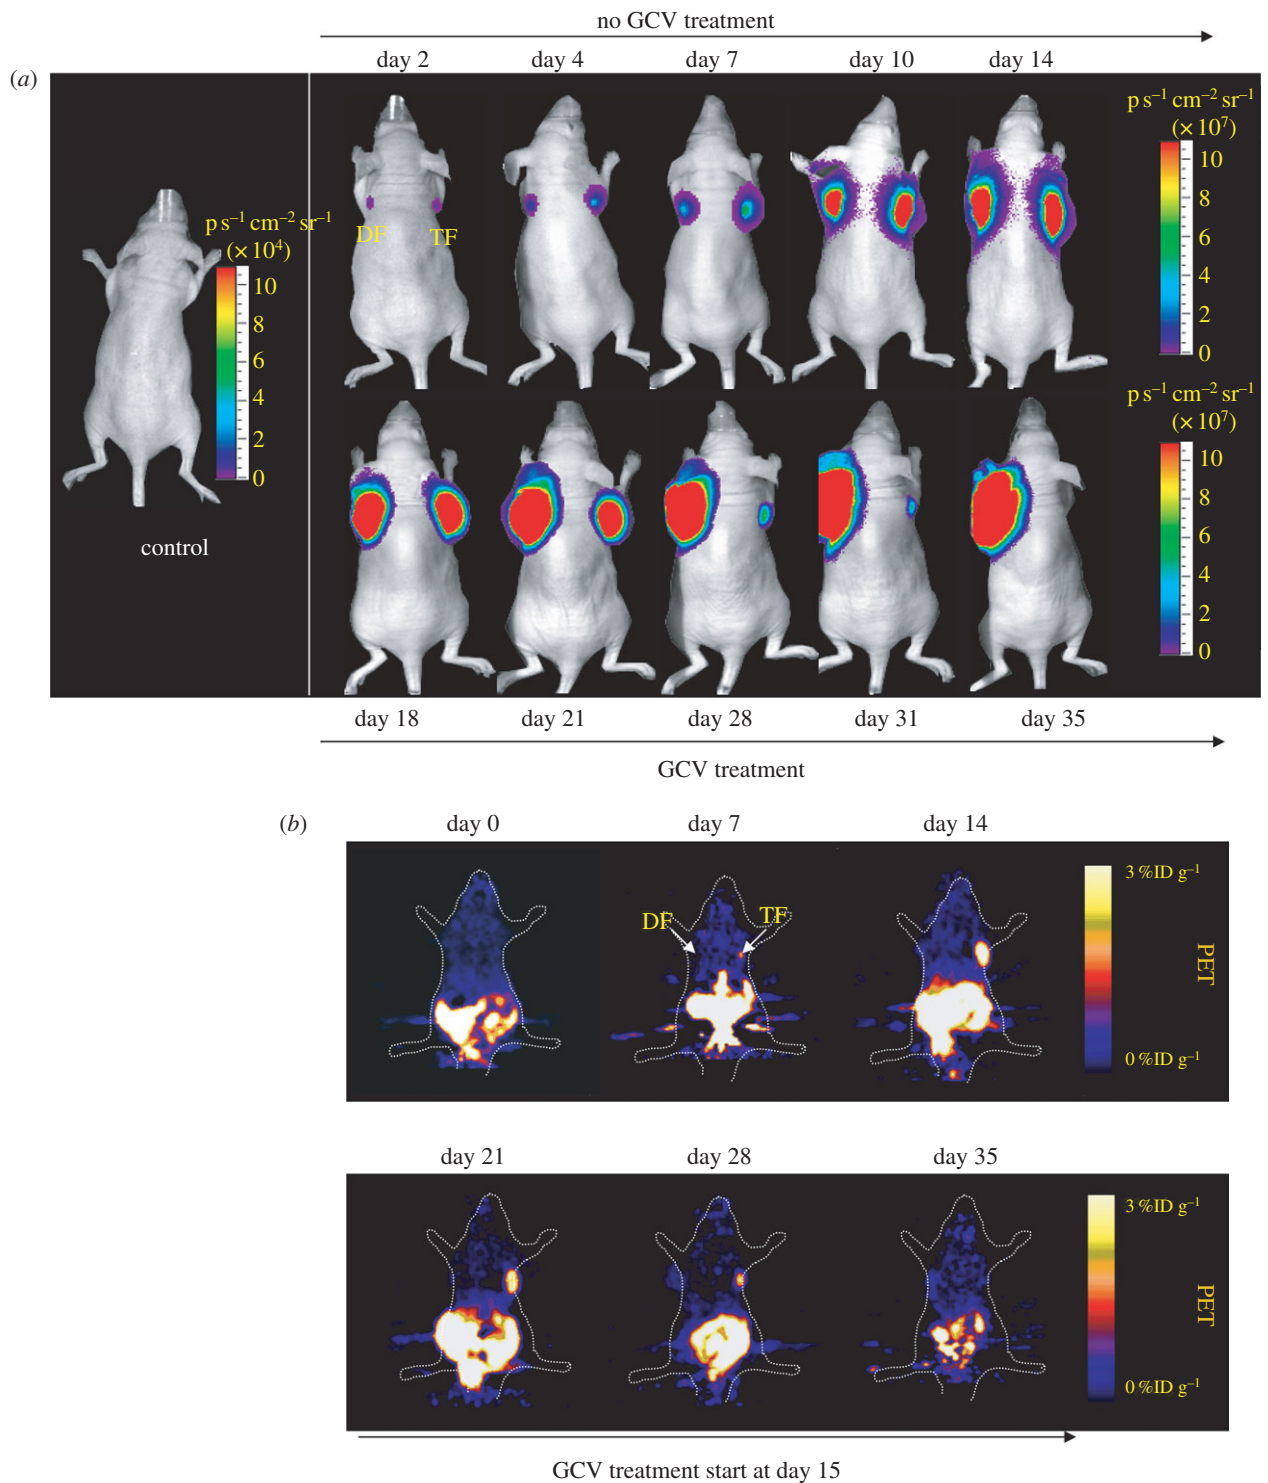 no GCV treatment
day 2 day 4 day 7 day 10 day 14
(a)
p s⁻¹ cm⁻² sr⁻¹
(× 10⁷)
10
8
6
4
2
0
p s⁻¹ cm⁻² sr⁻¹
(× 10⁴)
10
8
6
4
2
0
DF TF
control
p s⁻¹ cm⁻² sr⁻¹
(× 10⁷)
10
8
6
4
2
0
day 18 day 21 day 28 day 31 day 35
GCV treatment
(b)
day 0 day 7 day 14
DF TF
3 %ID g⁻¹
PET
0 %ID g⁻¹
day 21 day 28 day 35
3 %ID g⁻¹
PET
0 %ID g⁻¹
GCV treatment start at day 15